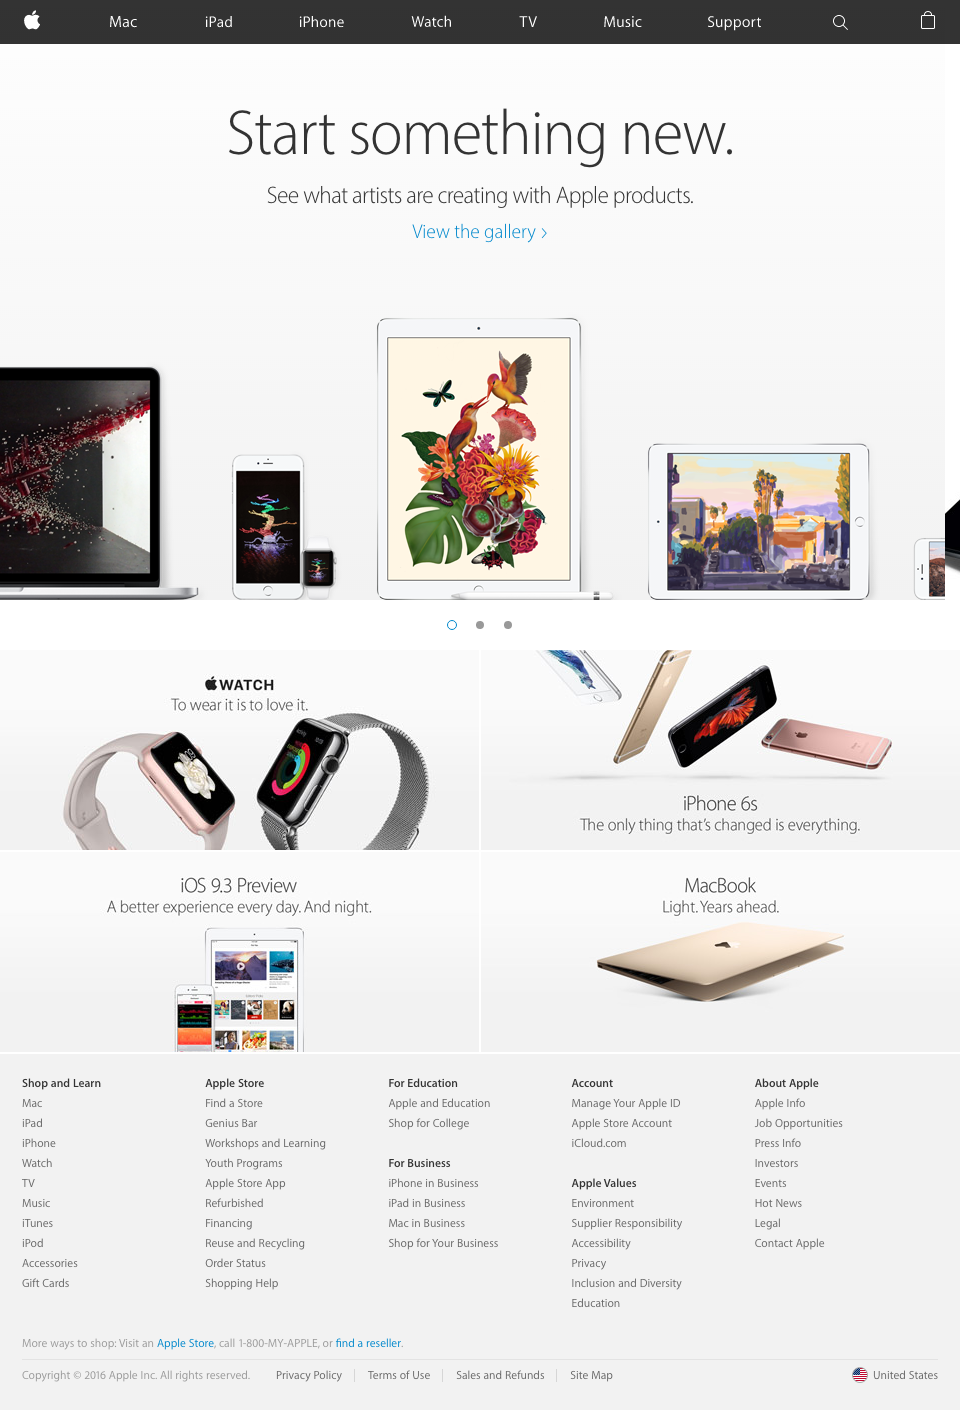 Mac iPad iPhone Watch TV Music Support
Start something new.
See what artists are creating with Apple products.
View the gallery >
WATCH
To wear it is to love it.
iPhone 6s
The only thing that's changed is everything.
iOS 9.3 Preview
A better experience every day. And night.
MacBook
Light. Years ahead.
Shop and Learn
Mac
iPad
iPhone
Watch
TV
Music
iTunes
iPod
Accessories
Gift Cards
Apple Store
Find a Store
Genius Bar
Workshops and Learning
Youth Programs
Apple Store App
Refurbished
Financing
Reuse and Recycling
Order Status
Shopping Help
For Education
Apple and Education
Shop for College
For Business
iPhone in Business
iPad in Business
Mac in Business
Shop for Your Business
Account
Manage Your Apple ID
Apple Store Account
iCloud.com
Apple Values
Environment
Supplier Responsibility
Accessibility
Privacy
Inclusion and Diversity
Education
About Apple
Apple Info
Job Opportunities
Press Info
Investors
Events
Hot News
Legal
Contact Apple
More ways to shop: Visit an Apple Store, call 1-800-MY-APPLE, or find a reseller.
Copyright © 2016 Apple Inc. All rights reserved. Privacy Policy | Terms of Use | Sales and Refunds | Site Map United States